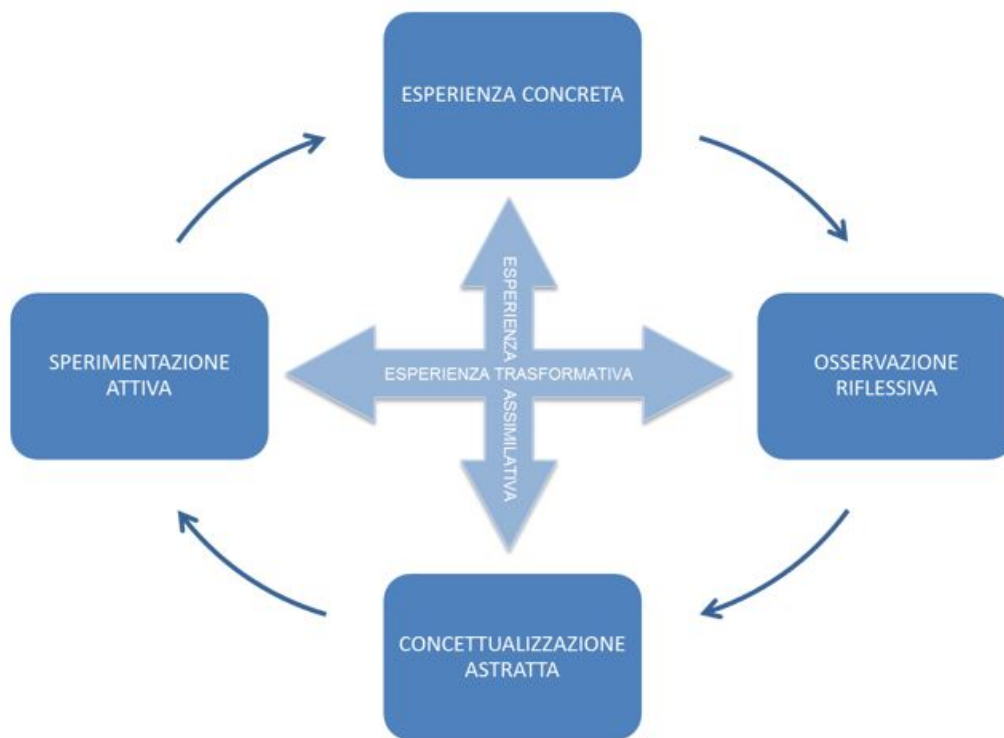 ESPERIENZA CONCRETA
SPERIMENTAZIONE
ATTIVA
ESPERIENZA TRASFORMATIVA
ESPERIENZA ASSIMILATIVA
OSSERVAZIONE
RIFLESSIVA
CONCETTUALIZZAZIONE
ASTRATTA